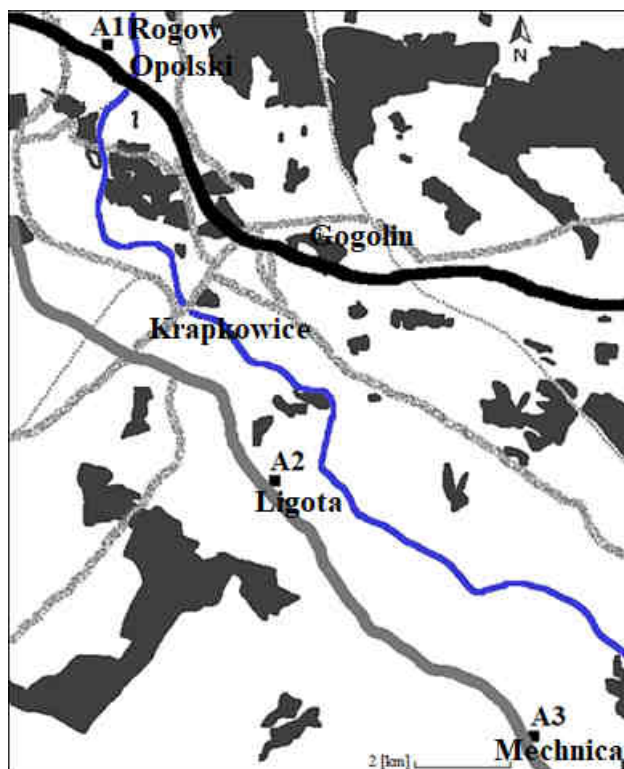 A1 Rogow
Opolski
N
1
Gogolin
Krapkowice
A2
Ligota
A3
2 [km] Mechnica